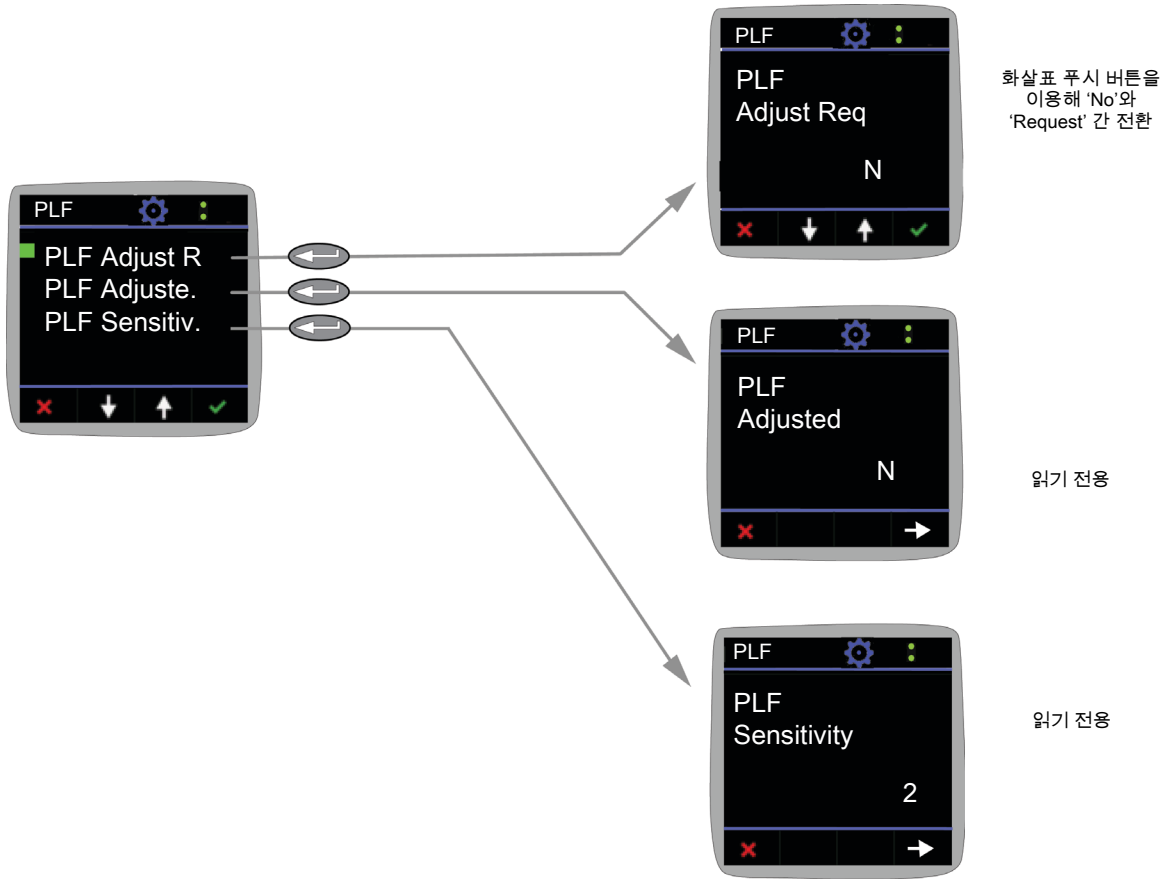 PLF
PLF Adjust R
PLF Adjuste.
PLF Sensitiv.
PLF
PLF
Adjust Req
N
화살표 푸시 버튼을
이용해 ‘No’와
‘Request’ 간 전환
PLF
PLF
Adjusted
N
읽기 전용
PLF
PLF
Sensitivity
2
읽기 전용